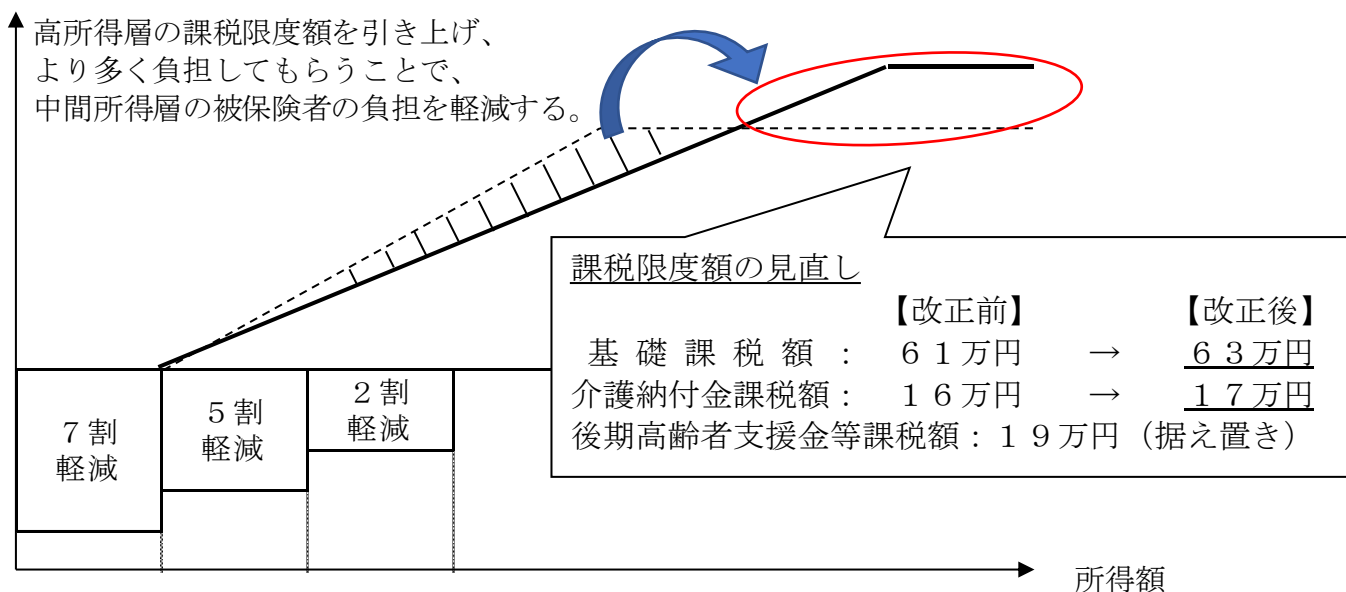 高所得層の課税限度額を引き上げ、
より多く負担してもらうことで、
中間所得層の被保険者の負担を軽減する。
課税限度額の見直し
【改正前】 【改正後】
基 礎 課 税 額 : ６１万円 → ６３万円
介護納付金課税額: １６万円 → １７万円
後期高齢者支援金等課税額:１９万円（据え置き）
７割
軽減
５割
軽減
２割
軽減
所得額